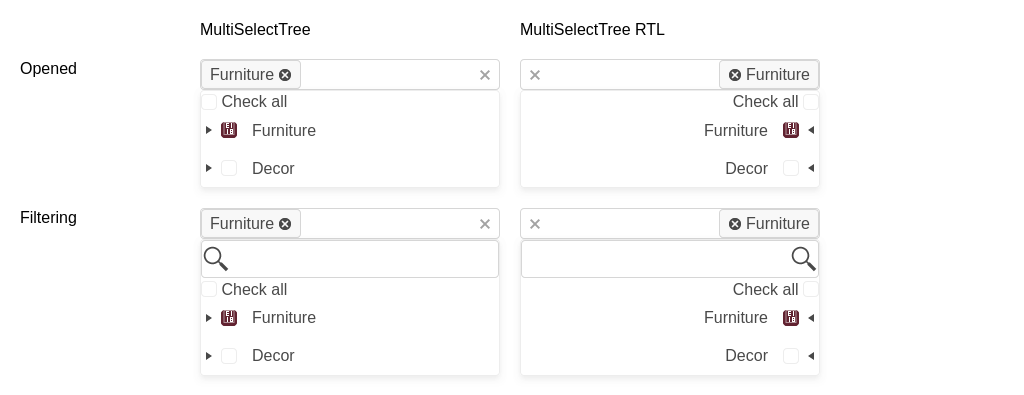 MultiSelectTree MultiSelectTree RTL
Opened
Furniture Furniture
Check all Check all
Furniture Furniture
Decor Decor
Filtering
Furniture Furniture
Check all Check all
Furniture Furniture
Decor Decor